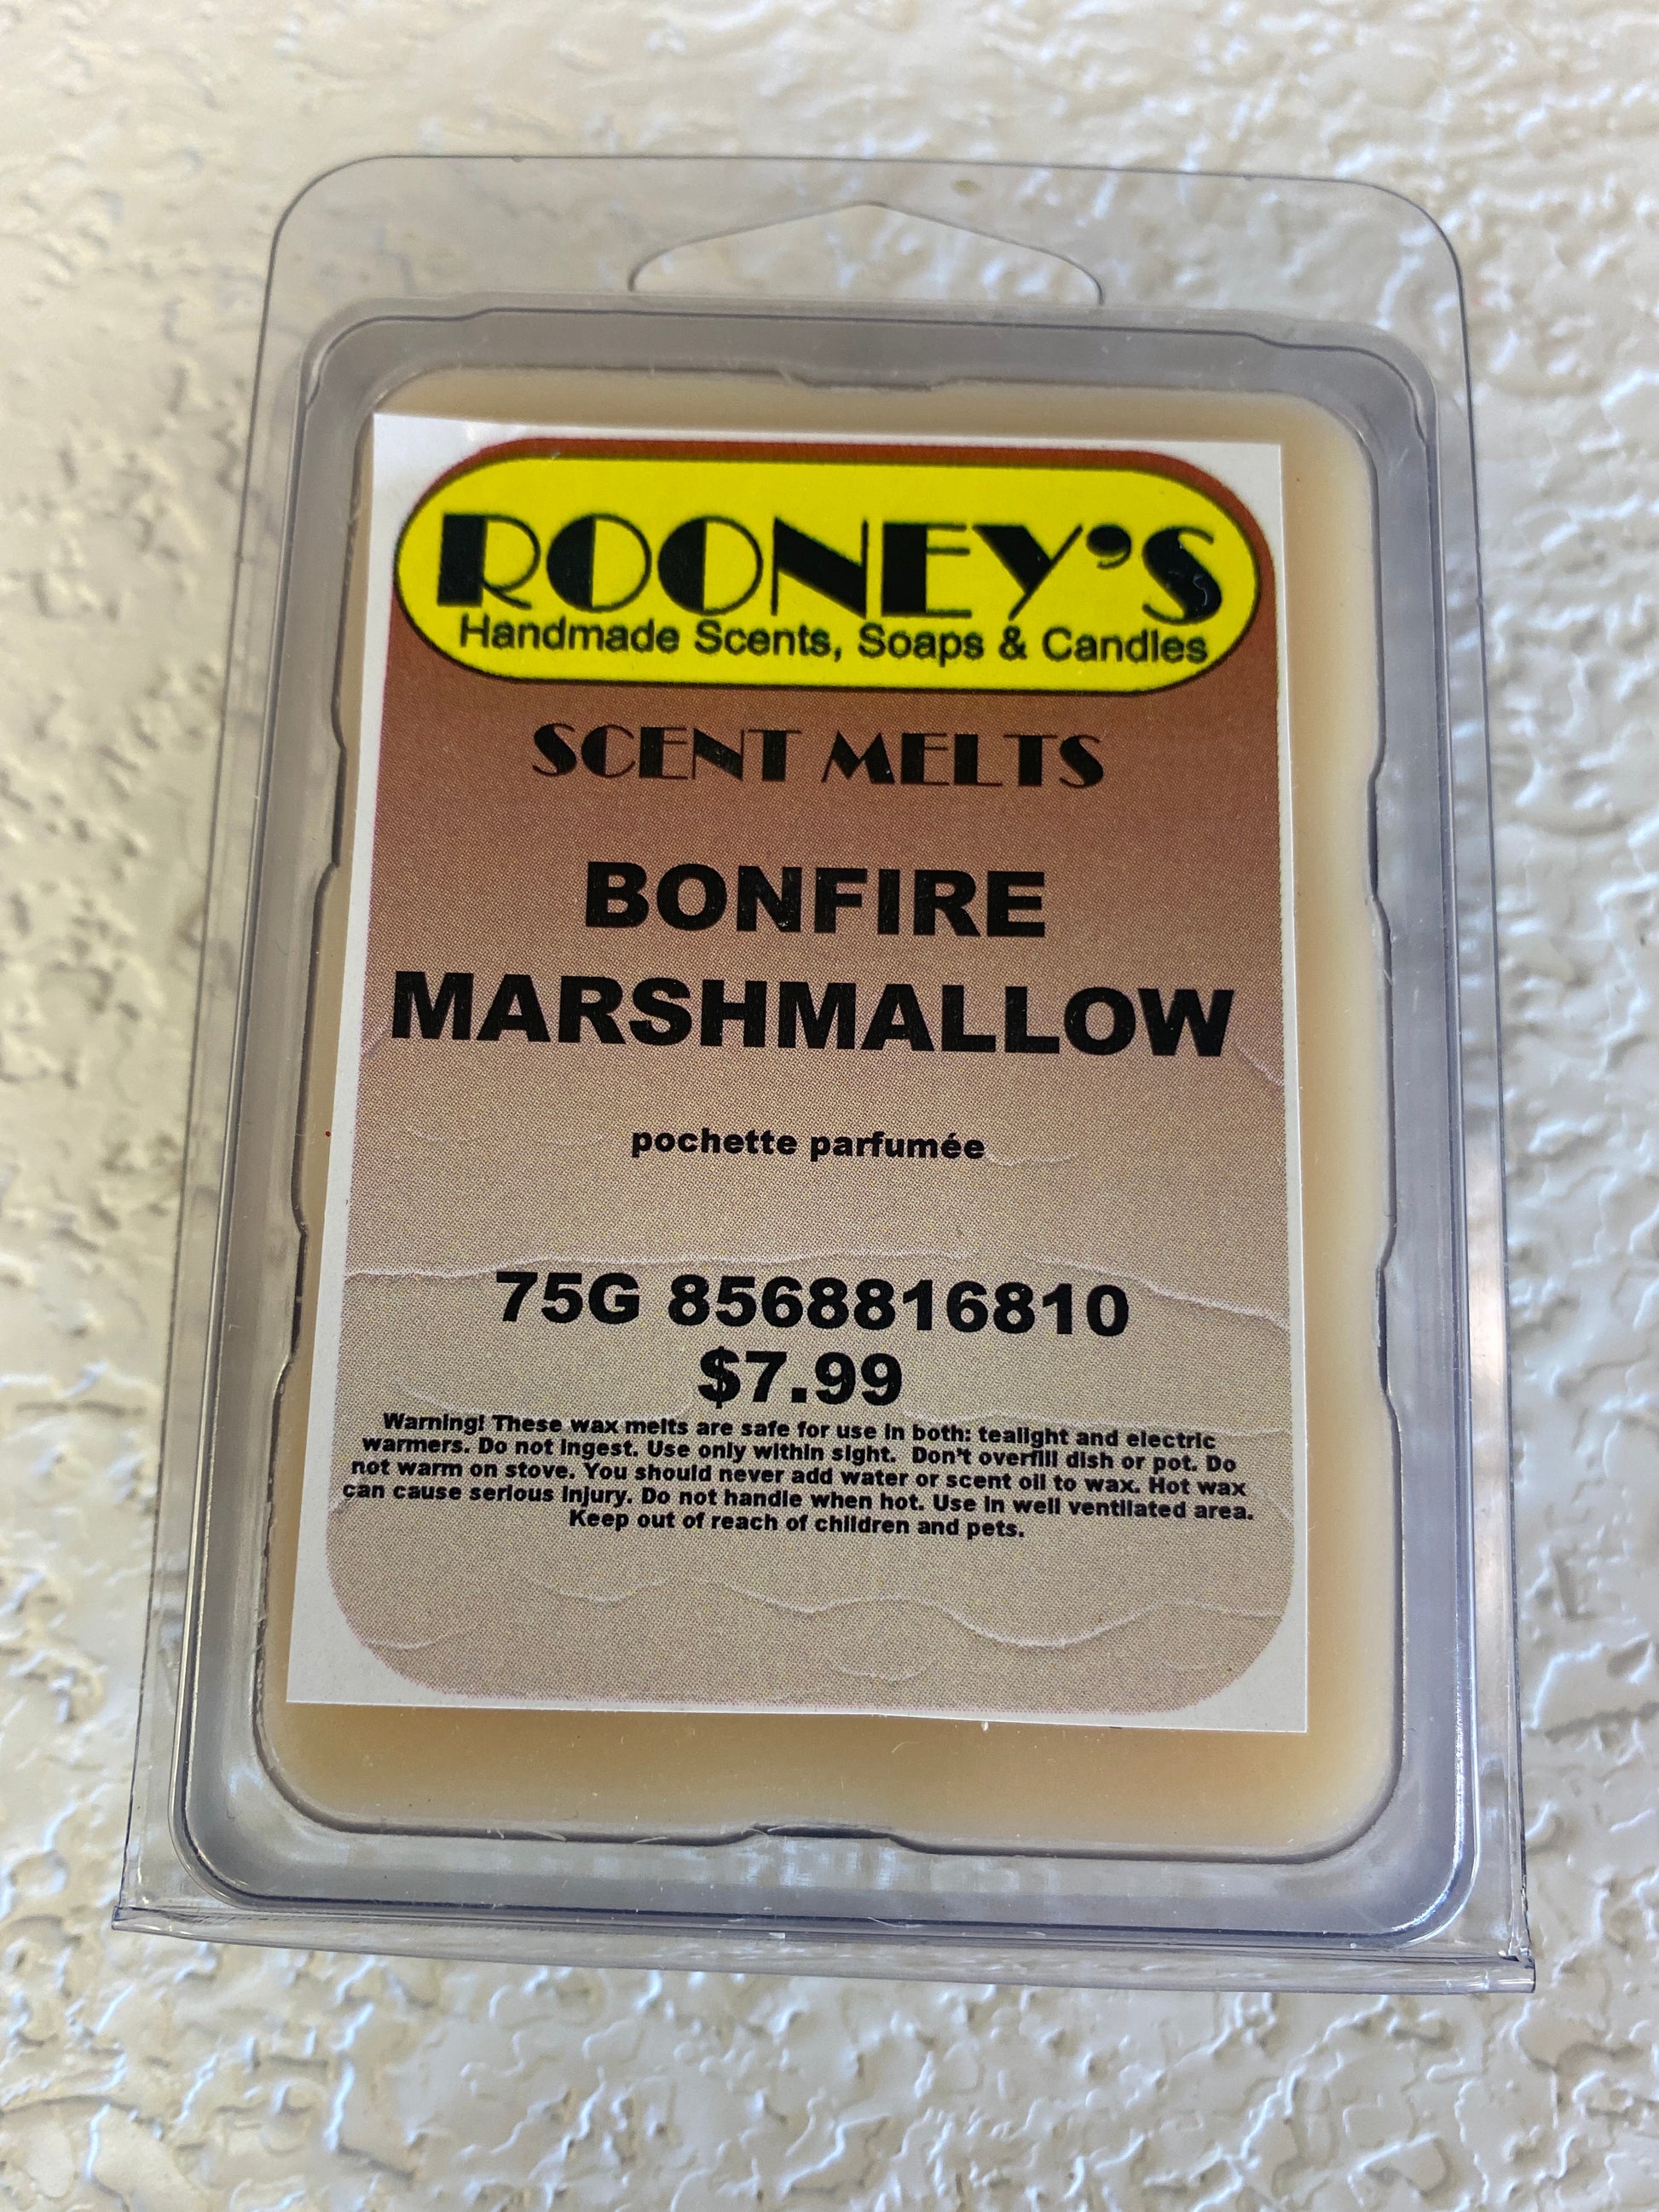 ROONEY'S
Handmade Scents, Soaps & Candles
SCENT MELTS
BONFIRE
MARSHMALLOW
pochette parfumée
75G 8568816810
$7.99
Warning! These wax melts are safe for use in both: tealight and electric
warmers. Do not ingest. Use only within sight. Don't overfill dish or pot. Do
not warm on stove. You should never add water or scent oil to wax. Hot wax
can cause serious injury. Do not handle when hot. Use in well ventilated area.
Keep out of reach of children and pets.